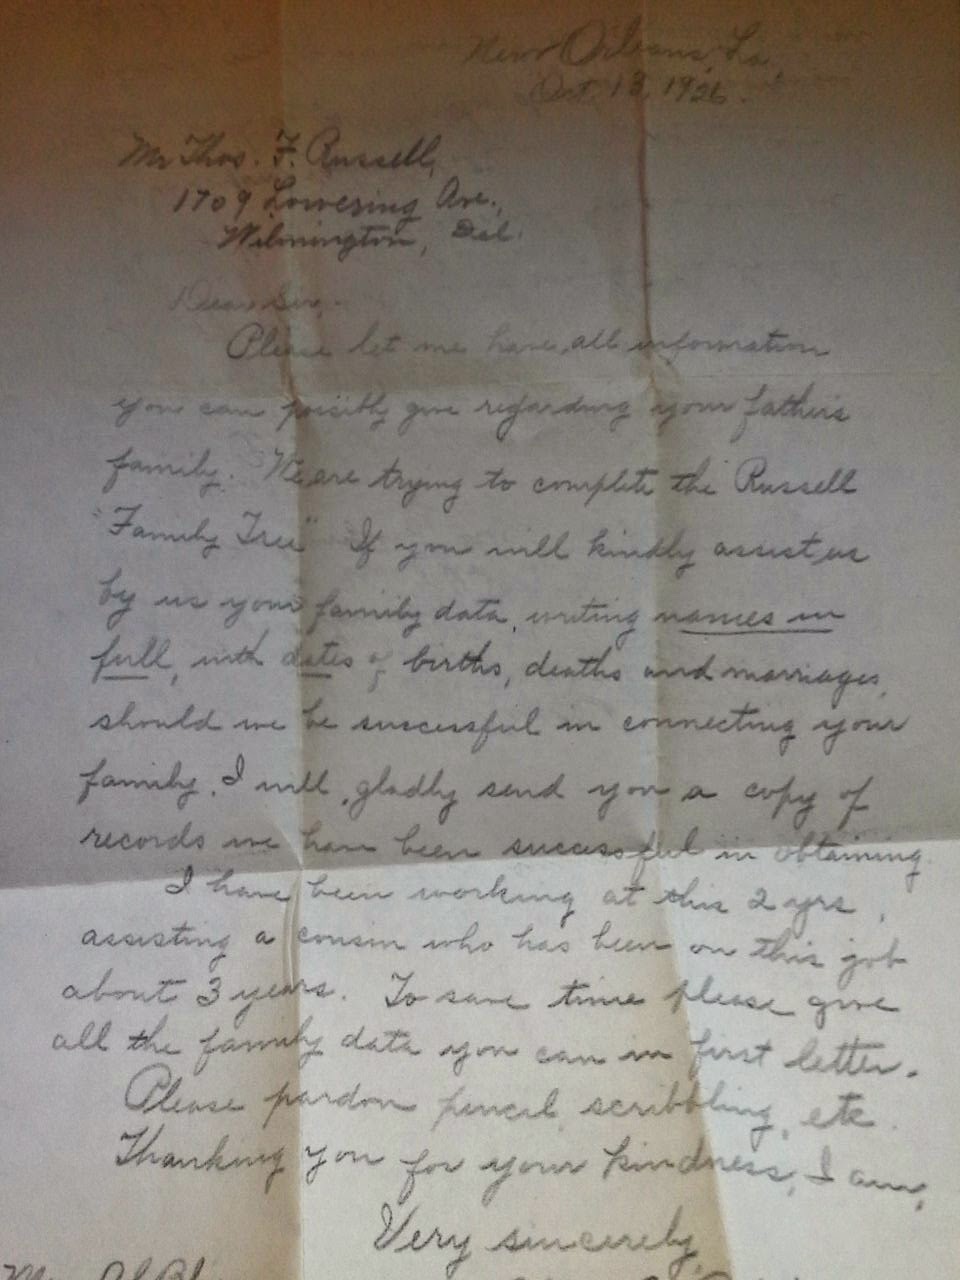 New Orleans, La.
Oct. 13, 1926.
Mr Thos. F. Russell,
1709 Lovering Ave.,
Wilmington, Del.
Dear Sir,
Please let me have, all information
you can possibly give regarding your fathers
family. We are trying to complete the Russell
"Family Tree" If you will kindly assist us
by us your family data, writing names in
full, with dates of births, deaths and marriages,
should we be successful in connecting your
family, I will gladly send you a copy of
records we have been successful in obtaining.
I have been working at this 2 yrs,
assisting a cousin who has been on this job
about 3 years. To save time please give
all the family data you can in first letter.
Please pardon pencil, scribbling, etc.
Thanking you for your kindness, I am,
Very sincerely,